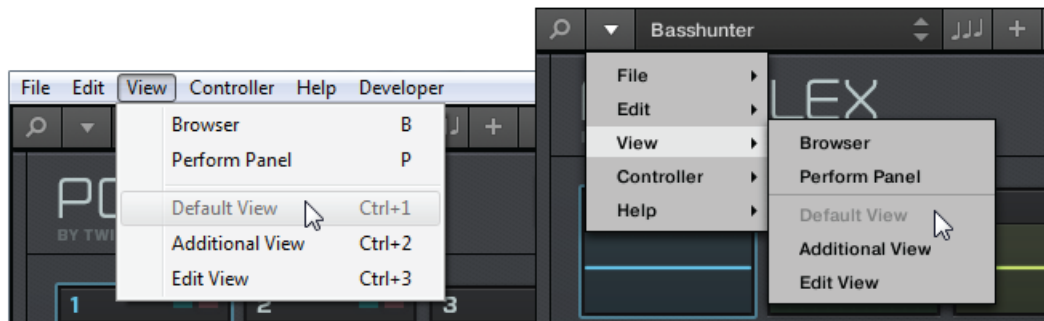 File Edit View Controller Help Developer
Browser B
Perform Panel P
Default View Ctrl+1
Additional View Ctrl+2
Edit View Ctrl+3
BY TWI
1 2 3
Basshunter
LEX
File
Edit
View
Controller
Help
Browser
Perform Panel
Default View
Additional View
Edit View